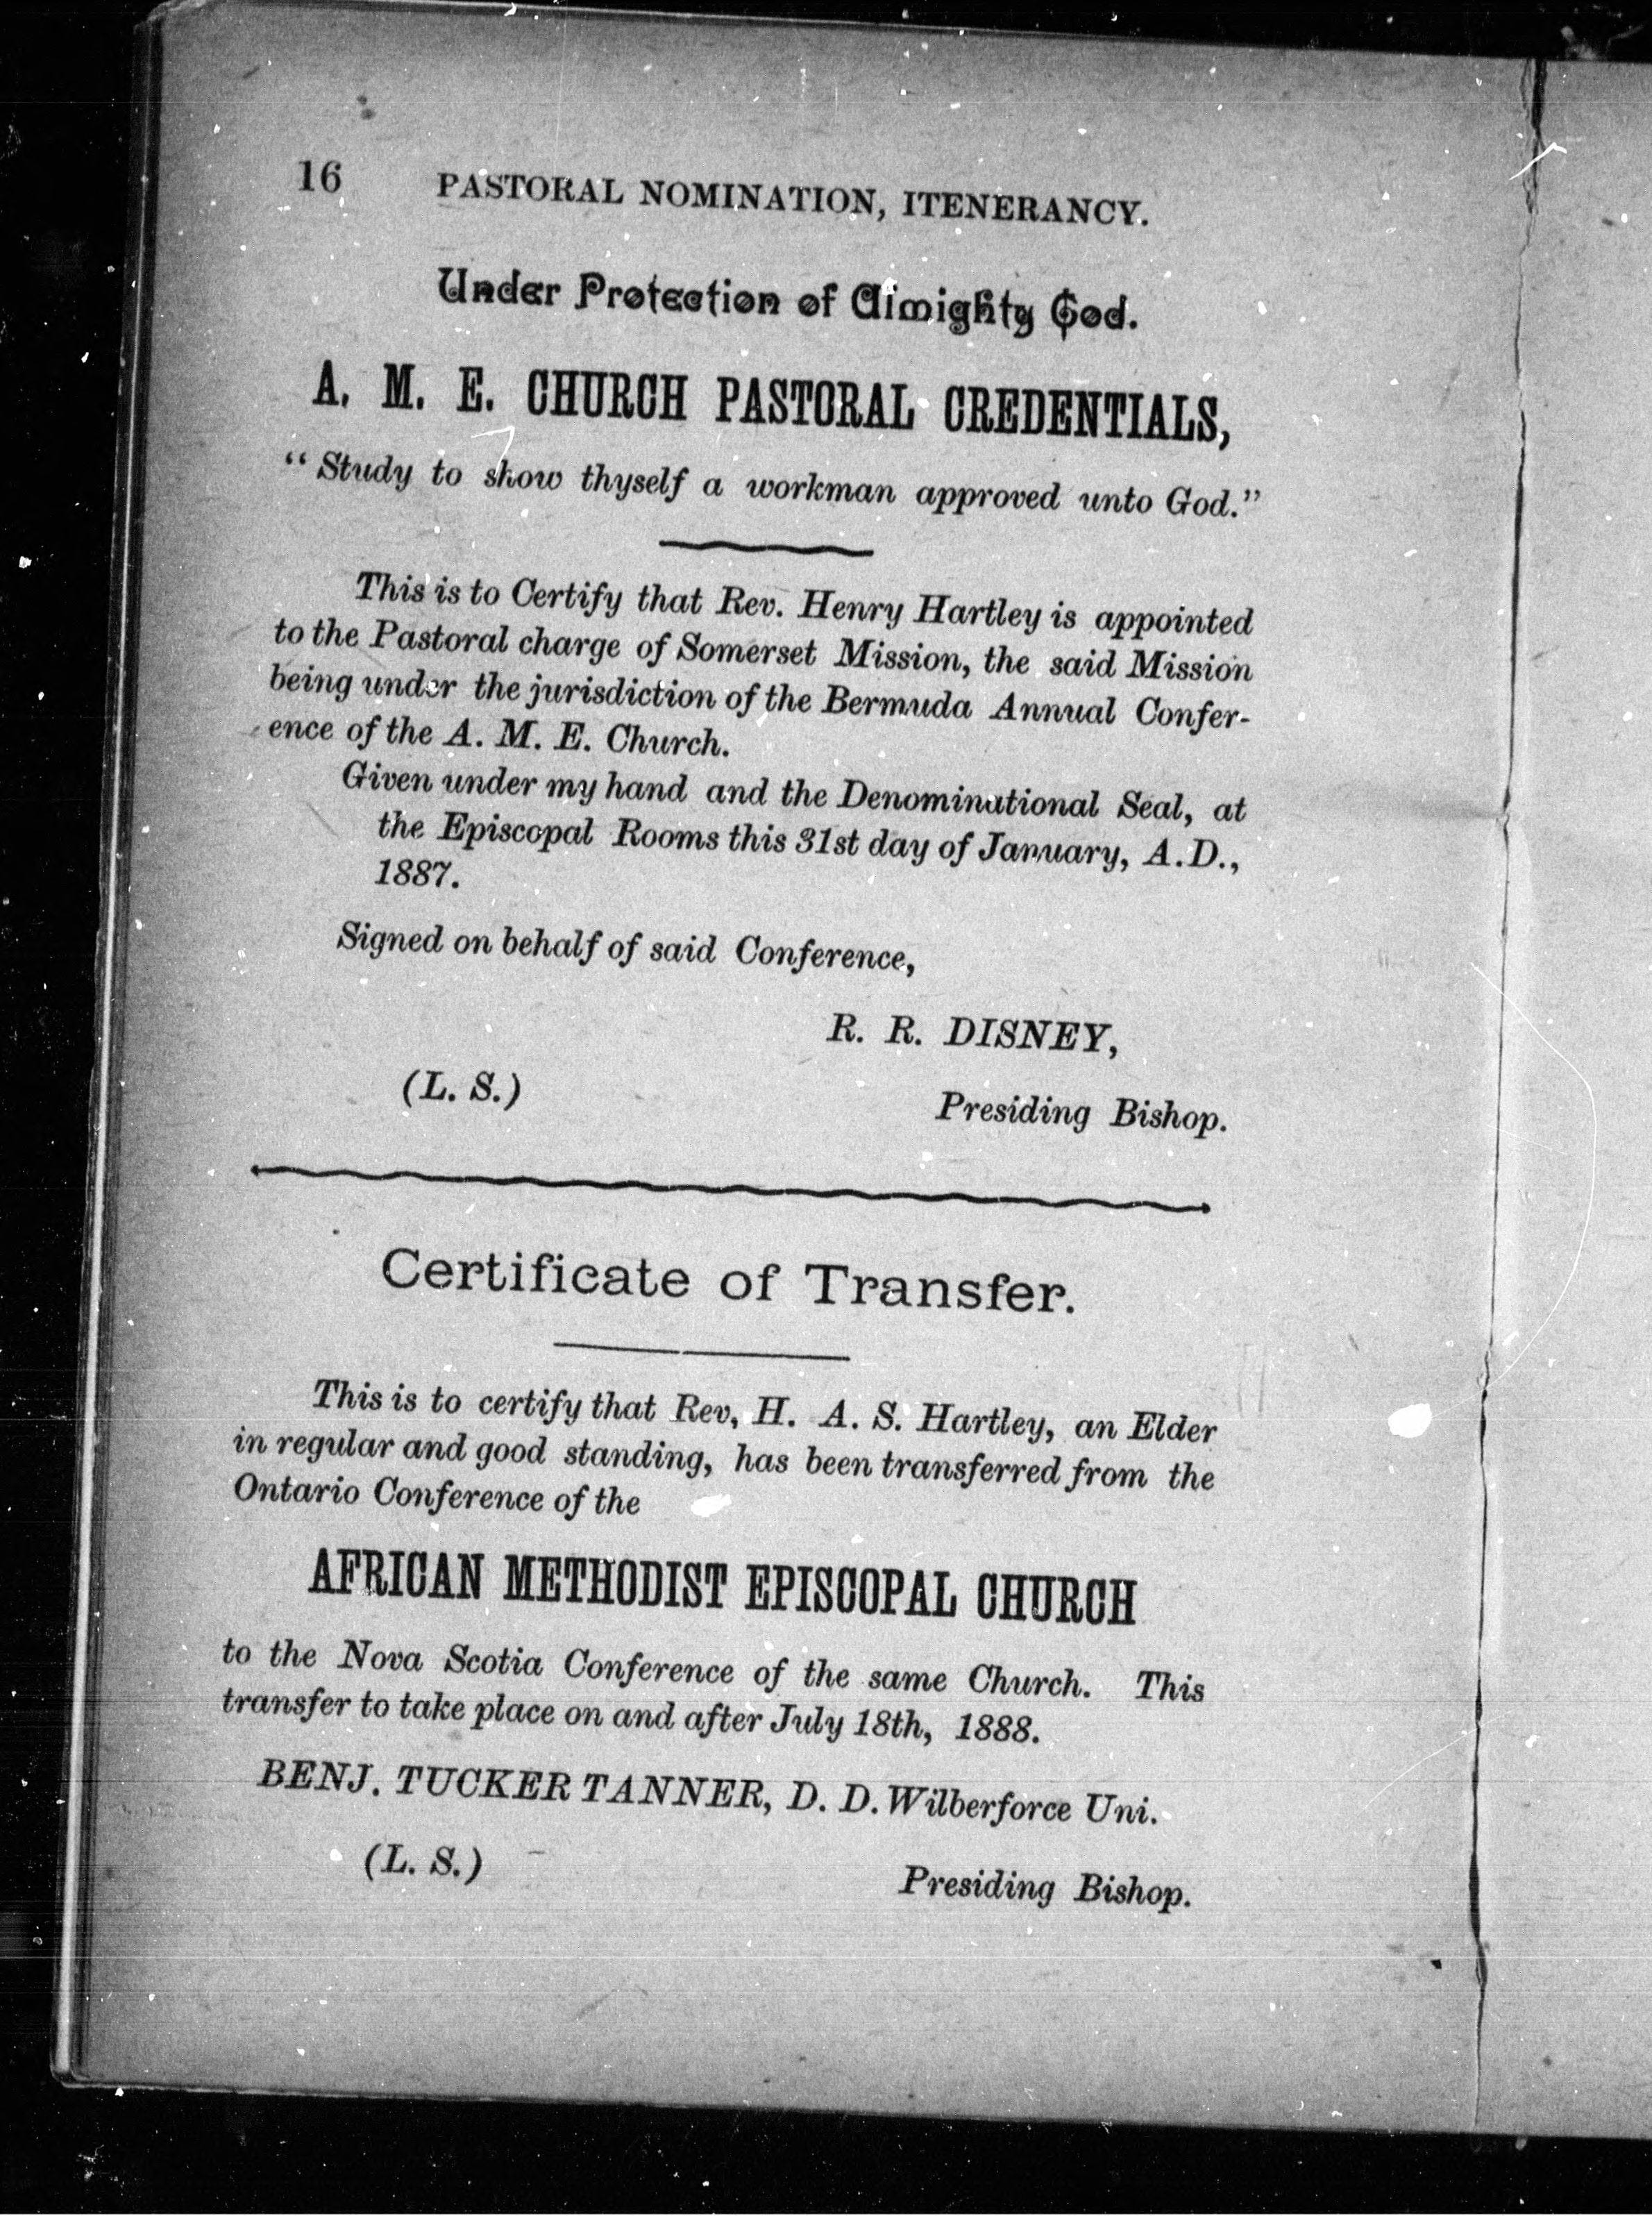 16 PASTORAL NOMINATION, ITENERANCY.
Under Protection of Almighty God.
A. M. E. CHURCH PASTORAL CREDENTIALS,
“Study to show thyself a workman approved unto God.”
This is to Certify that Rev. Henry Hartley is appointed
to the Pastoral charge of Somerset Mission, the said Mission
being under the jurisdiction of the Bermuda Annual Confer-
ence of the A. M. E. Church.
Given under my hand and the Denominational Seal, at
the Episcopal Rooms this 31st day of January, A.D.,
1887.
Signed on behalf of said Conference,
R. R. DISNEY,
(L. S.)
Presiding Bishop.
Certificate of Transfer.
This is to certify that Rev, H. A. S. Hartley, an Elder
in regular and good standing, has been transferred from the
Ontario Conference of the
AFRICAN METHODIST EPISCOPAL CHURCH
to the Nova Scotia Conference of the same Church. This
transfer to take place on and after July 18th, 1888.
BENJ. TUCKER TANNER, D. D. Wilberforce Uni.
(L. S.)
Presiding Bishop.